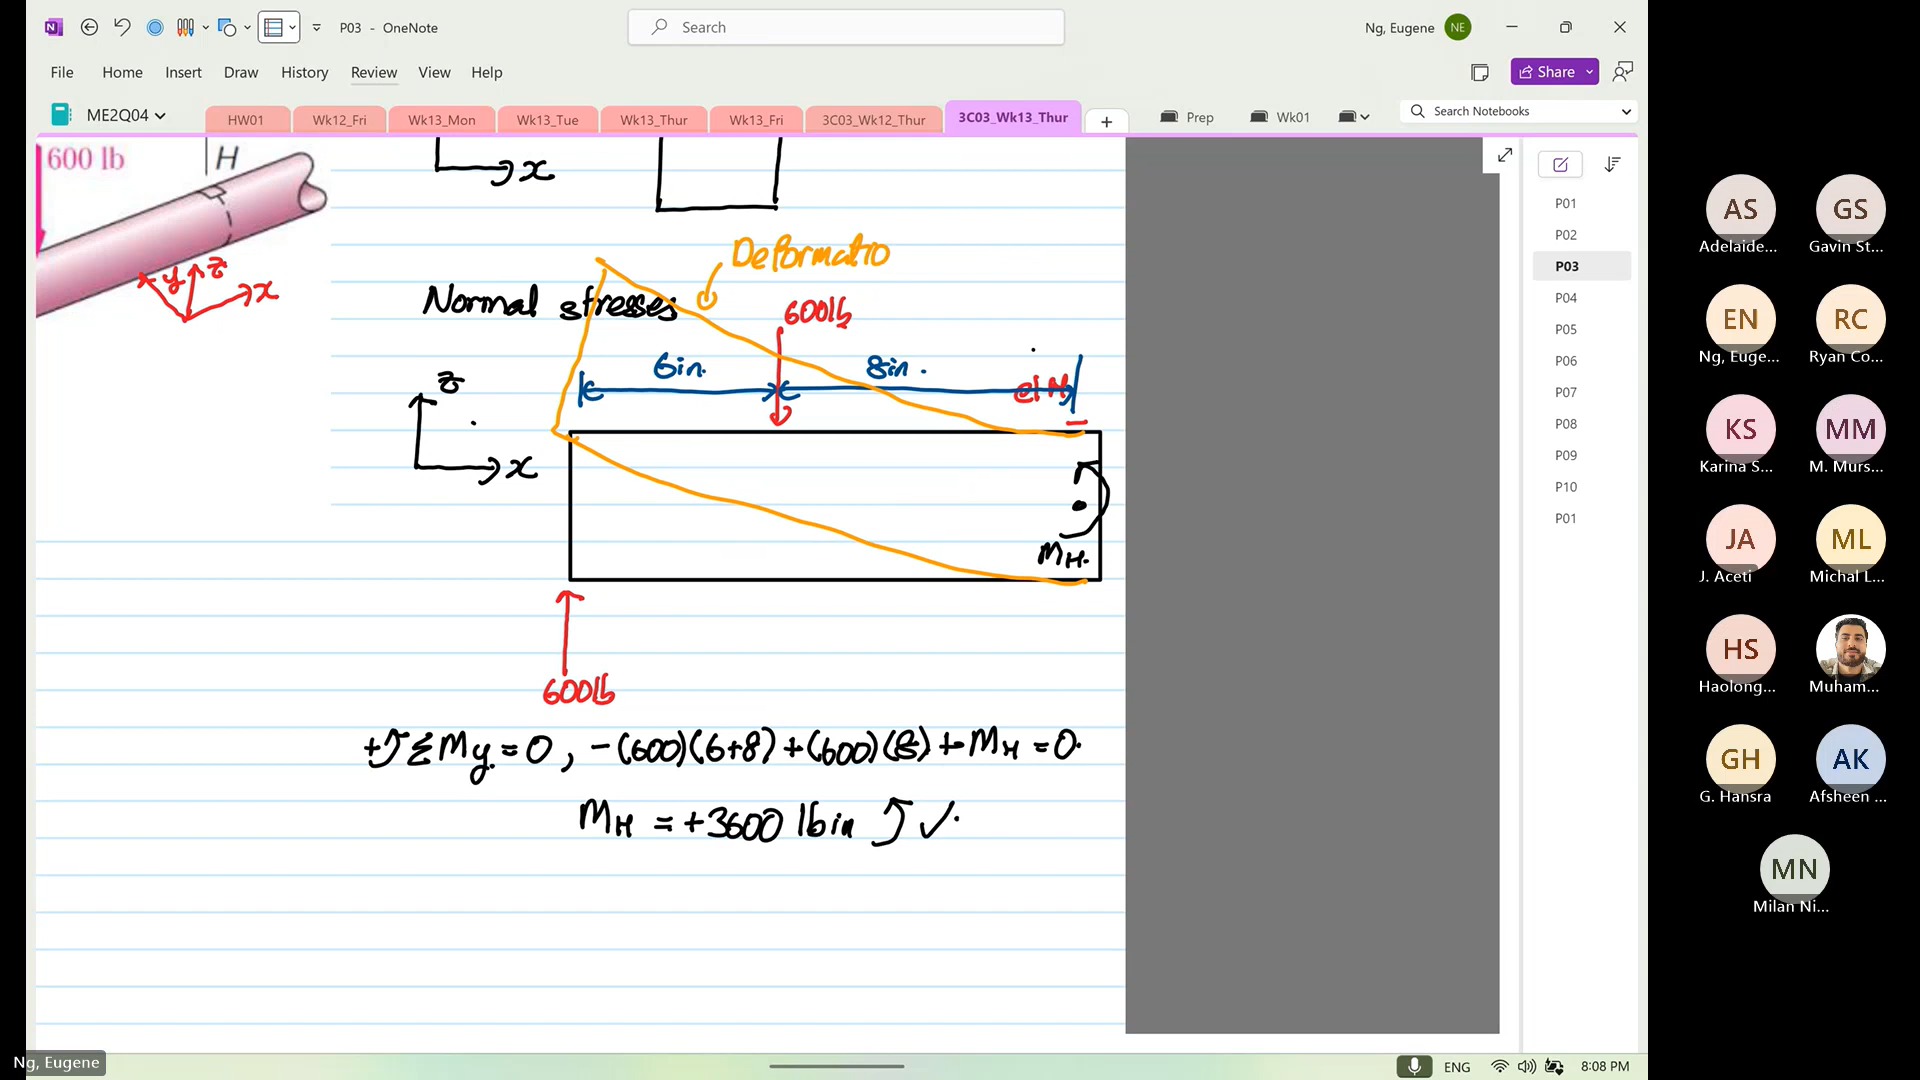 P03 - OneNote
Search
Ng, Eugene
NE
File Home Insert Draw History Review View Help
Share
ME2Q04
HW01
Wk12_Fri
Wk13_Mon
Wk13_Tue
Wk13_Thur
Wk13_Fri
3C03_Wk12_Thur
3C03_Wk13_Thur
+
Prep
Wk01
Search Notebooks
600 lb
H
x
y
z
x
Deformatio
Normal stresses
600lb
6in.
8in.
z
x
MH.
600lb
+ΣMy=0, -(600)(6+8)+(600)(8)+MH=0.
MH = +3600 lbin ✓.
P01
P02
P03
P04
P05
P06
P07
P08
P09
P10
P01
AS
Adelaide...
GS
Gavin St...
EN
Ng, Euge...
RC
Ryan Co...
KS
Karina S...
MM
M. Murs...
JA
J. Aceti
ML
Michal L...
HS
Haolong...
Muham...
GH
G. Hansra
AK
Afsheen ...
MN
Milan Ni...
Ng, Eugene
ENG
8:08 PM